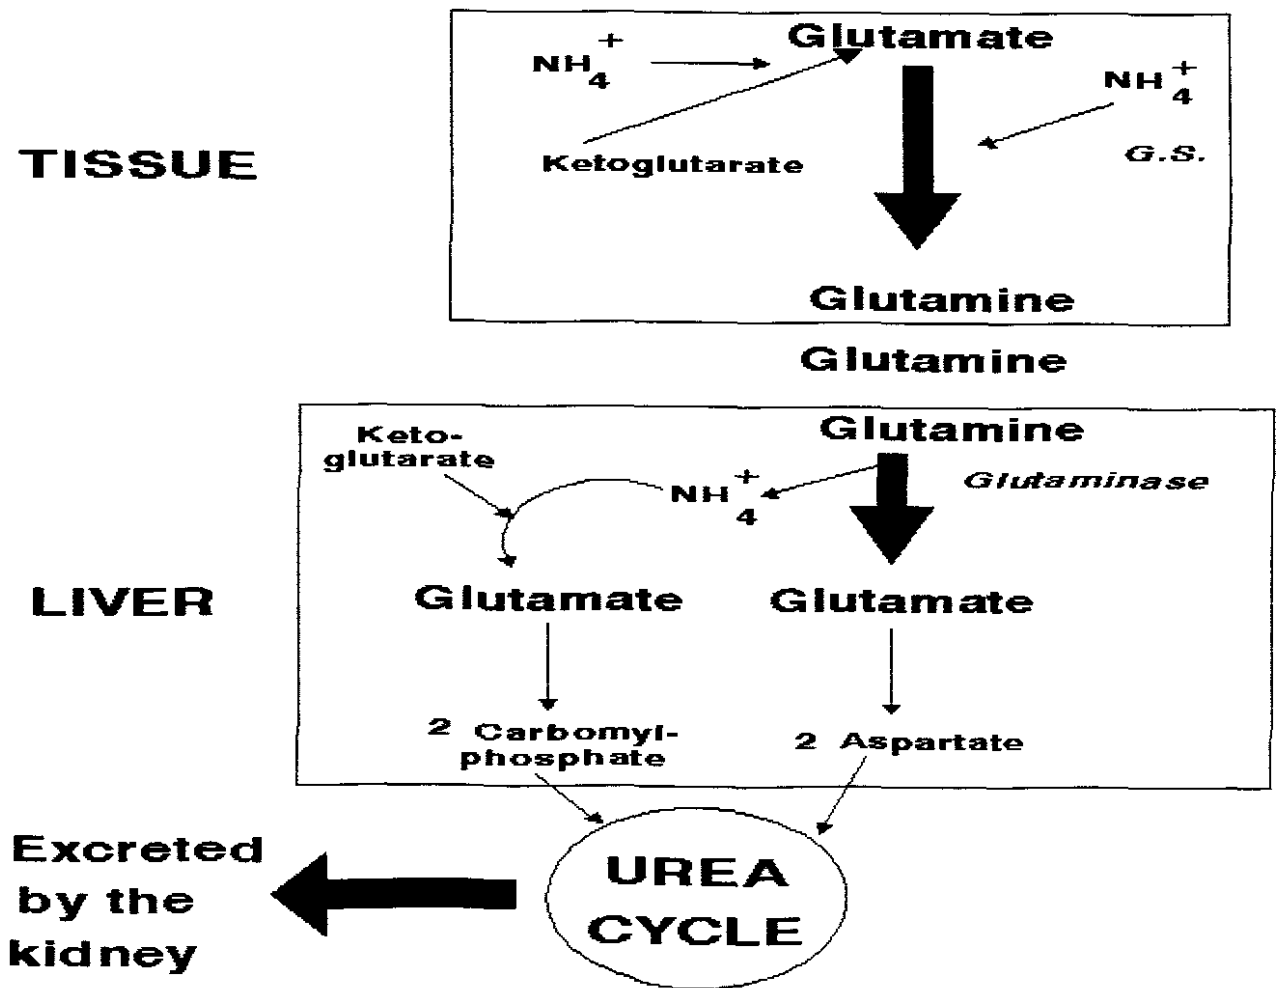 Glutamate
NH4+
NH4+
TISSUE
Ketoglutarate
G.S.
Glutamine
Glutamine
Glutamine
Keto-
glutarate
NH4+
Glutaminase
LIVER
Glutamate
Glutamate
2 Carbomyl-
phosphate
2 Aspartate
Excreted
by the
kidney
UREA
CYCLE